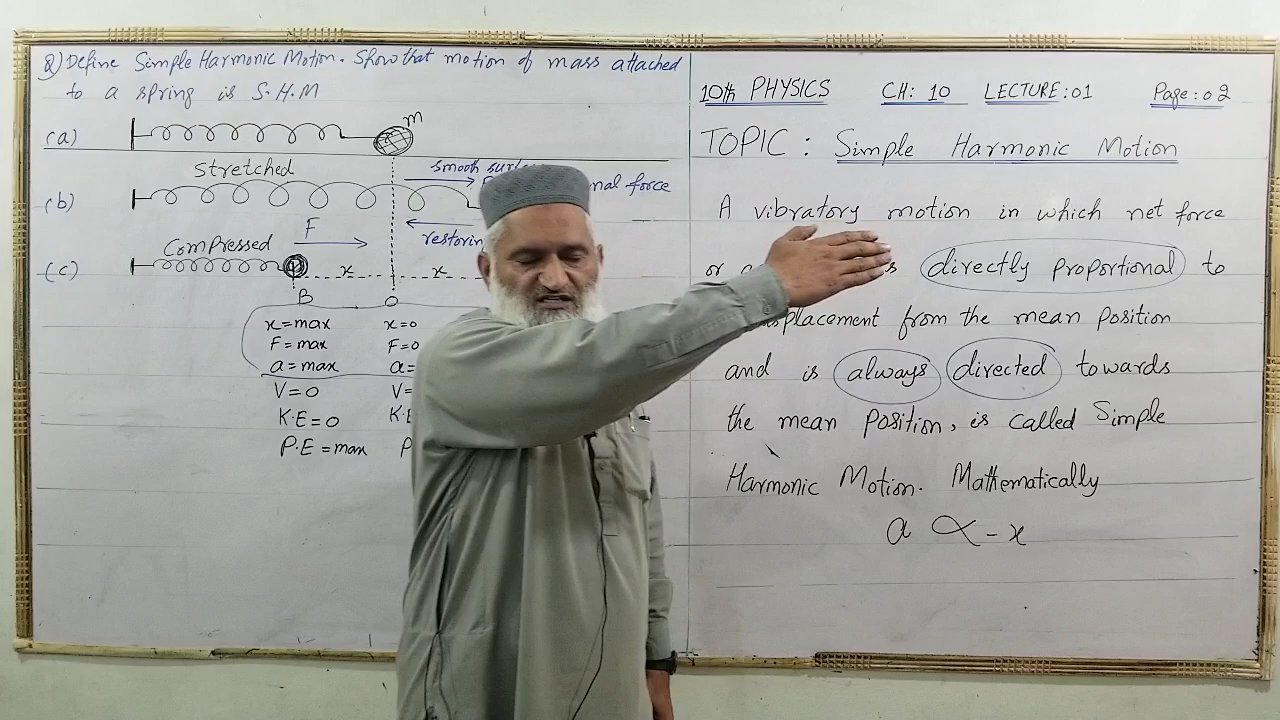 Q) Define Simple Harmonic Motion. Show that motion of mass attached
to a spring is S.H.M
(a)
m
stretched
smooth
(b)
nal force
F
Compressed
(c)
x
x
B
O
x=max
x=0
F=max
F=0
a=max
a=
V=0
V=
K.E=0
K.E
P.E=max
P
10th PHYSICS CH: 10 LECTURE:01 Page:02
TOPIC: Simple Harmonic Motion
A vibratory motion in which net force
or directly proportional to
from the mean position
and is always directed towards
the mean position, is called Simple
Harmonic Motion. Mathematically
a ∝ -x